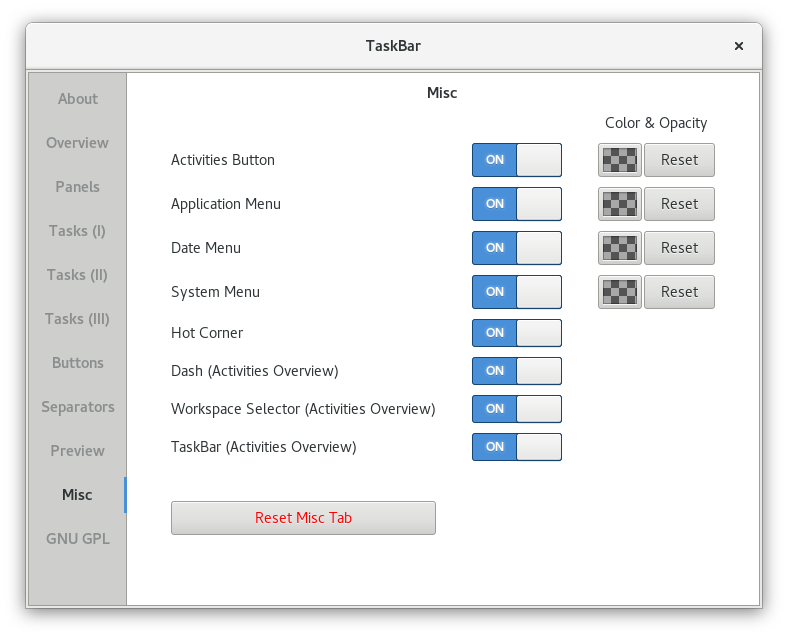 TaskBar
×
About
Overview
Panels
Tasks (I)
Tasks (II)
Tasks (III)
Buttons
Separators
Preview
Misc
GNU GPL
Misc
Color & Opacity
Activities Button ON Reset
Application Menu ON Reset
Date Menu ON Reset
System Menu ON Reset
Hot Corner ON
Dash (Activities Overview) ON
Workspace Selector (Activities Overview) ON
TaskBar (Activities Overview) ON
Reset Misc Tab